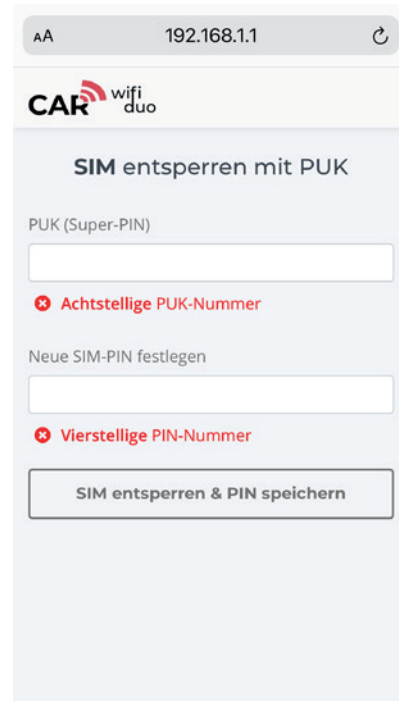 AA 192.168.1.1
CAR wifi duo
SIM entsperren mit PUK
PUK (Super-PIN)
Achtstellige PUK-Nummer
Neue SIM-PIN festlegen
Vierstellige PIN-Nummer
SIM entsperren & PIN speichern